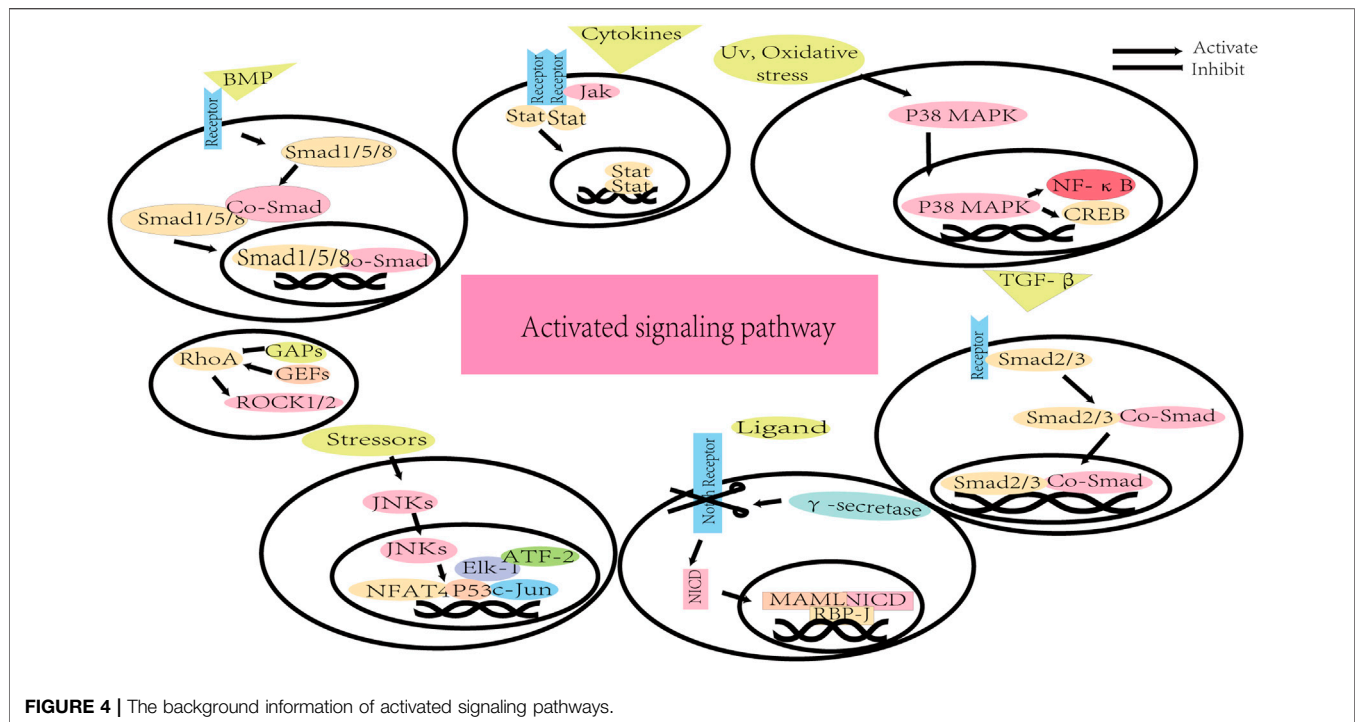 BMP
Receptor
Smad1/5/8
Co-Smad
Smad1/5/8
Smad1/5/8
Co-Smad
Cytokines
Receptor
Receptor
Jak
Stat
Stat
Stat
Stat
Uv, Oxidative
stress
P38 MAPK
P38 MAPK
NF- κ B
CREB
Activate
Inhibit
Activated signaling pathway
TGF- β
Receptor
Smad2/3
Smad2/3
Co-Smad
Smad2/3
Co-Smad
RhoA
GAPs
GEFs
ROCK1/2
Stressors
JNKs
JNKs
ATF-2
Elk-1
NFAT4
P53
c-Jun
Ligand
Notch Receptor
γ -secretase
NICD
MAML
NICD
RBP-J
FIGURE 4 | The background information of activated signaling pathways.